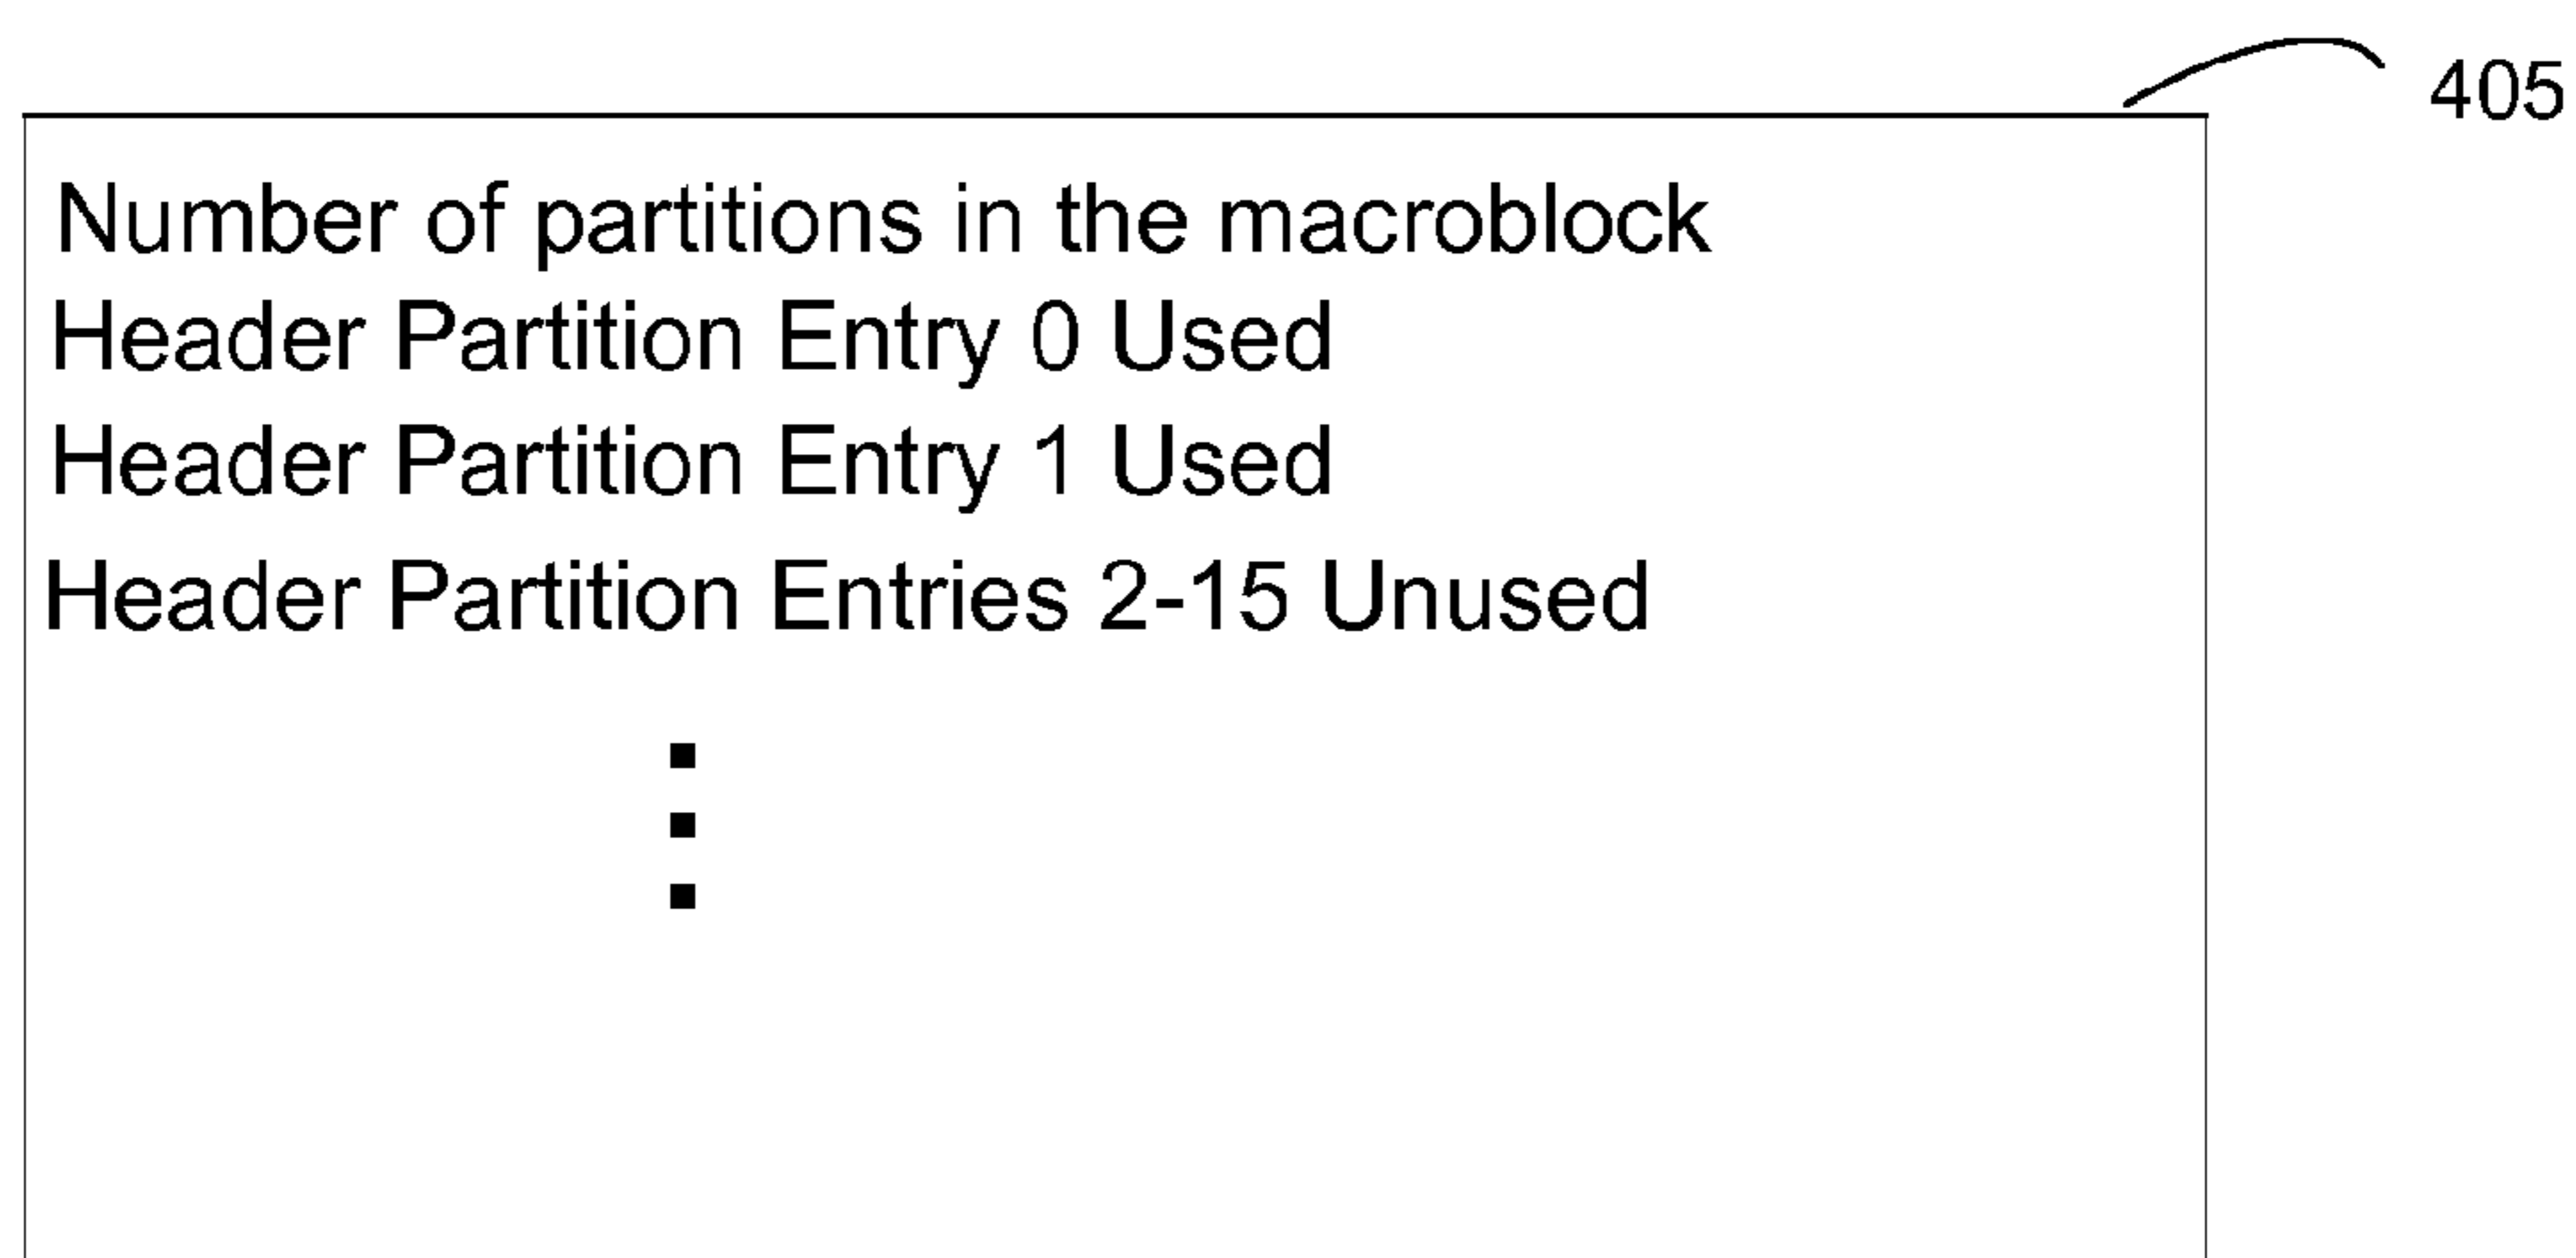 405
Number of partitions in the macroblock
Header Partition Entry 0 Used
Header Partition Entry 1 Used
Header Partition Entries 2-15 Unused